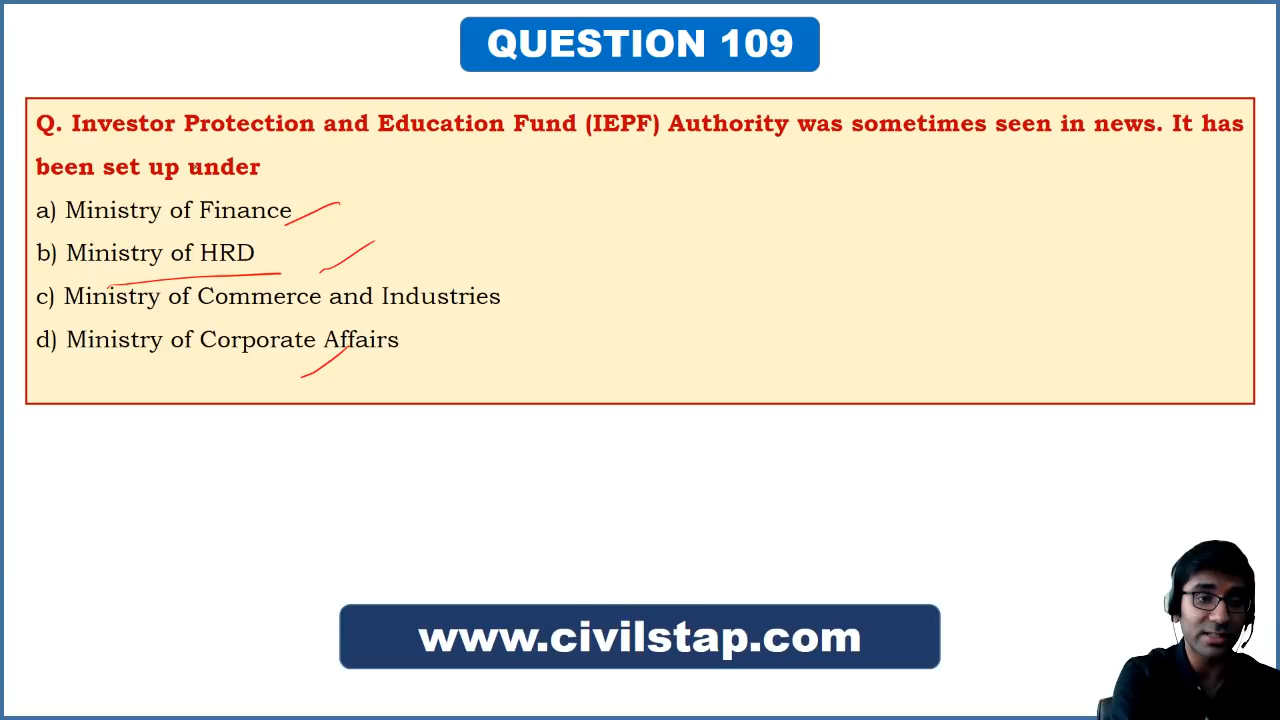 QUESTION 109
Q. Investor Protection and Education Fund (IEPF) Authority was sometimes seen in news. It has
been set up under
a) Ministry of Finance
b) Ministry of HRD
c) Ministry of Commerce and Industries
d) Ministry of Corporate Affairs
www.civilstap.com